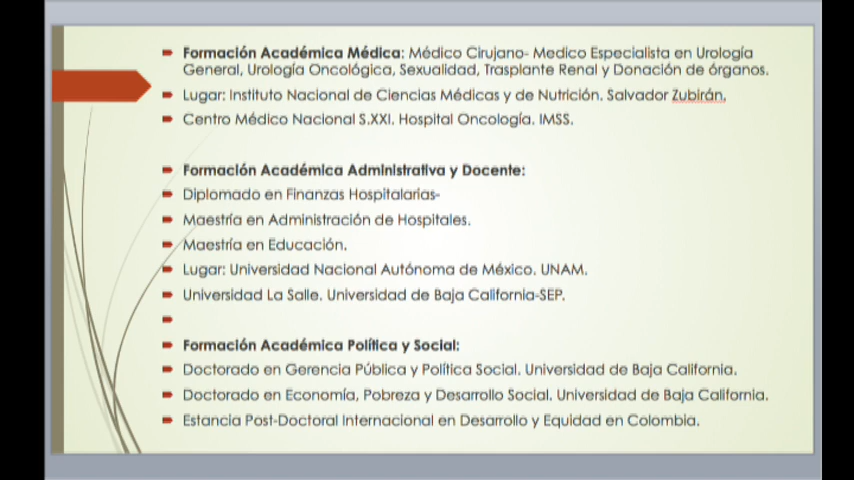 Formación Académica Médica: Médico Cirujano- Medico Especialista en Urología
General, Urología Oncológica, Sexualidad, Trasplante Renal y Donación de órganos.
Lugar: Instituto Nacional de Ciencias Médicas y de Nutrición. Salvador Zubirán.
Centro Médico Nacional S.XXI. Hospital Oncología. IMSS.
Formación Académica Administrativa y Docente:
Diplomado en Finanzas Hospitalarias-
Maestría en Administración de Hospitales.
Maestría en Educación.
Lugar: Universidad Nacional Autónoma de México. UNAM.
Universidad La Salle. Universidad de Baja California-SEP.
Formación Académica Política y Social:
Doctorado en Gerencia Pública y Política Social. Universidad de Baja California.
Doctorado en Economía, Pobreza y Desarrollo Social. Universidad de Baja California.
Estancia Post-Doctoral Internacional en Desarrollo y Equidad en Colombia.